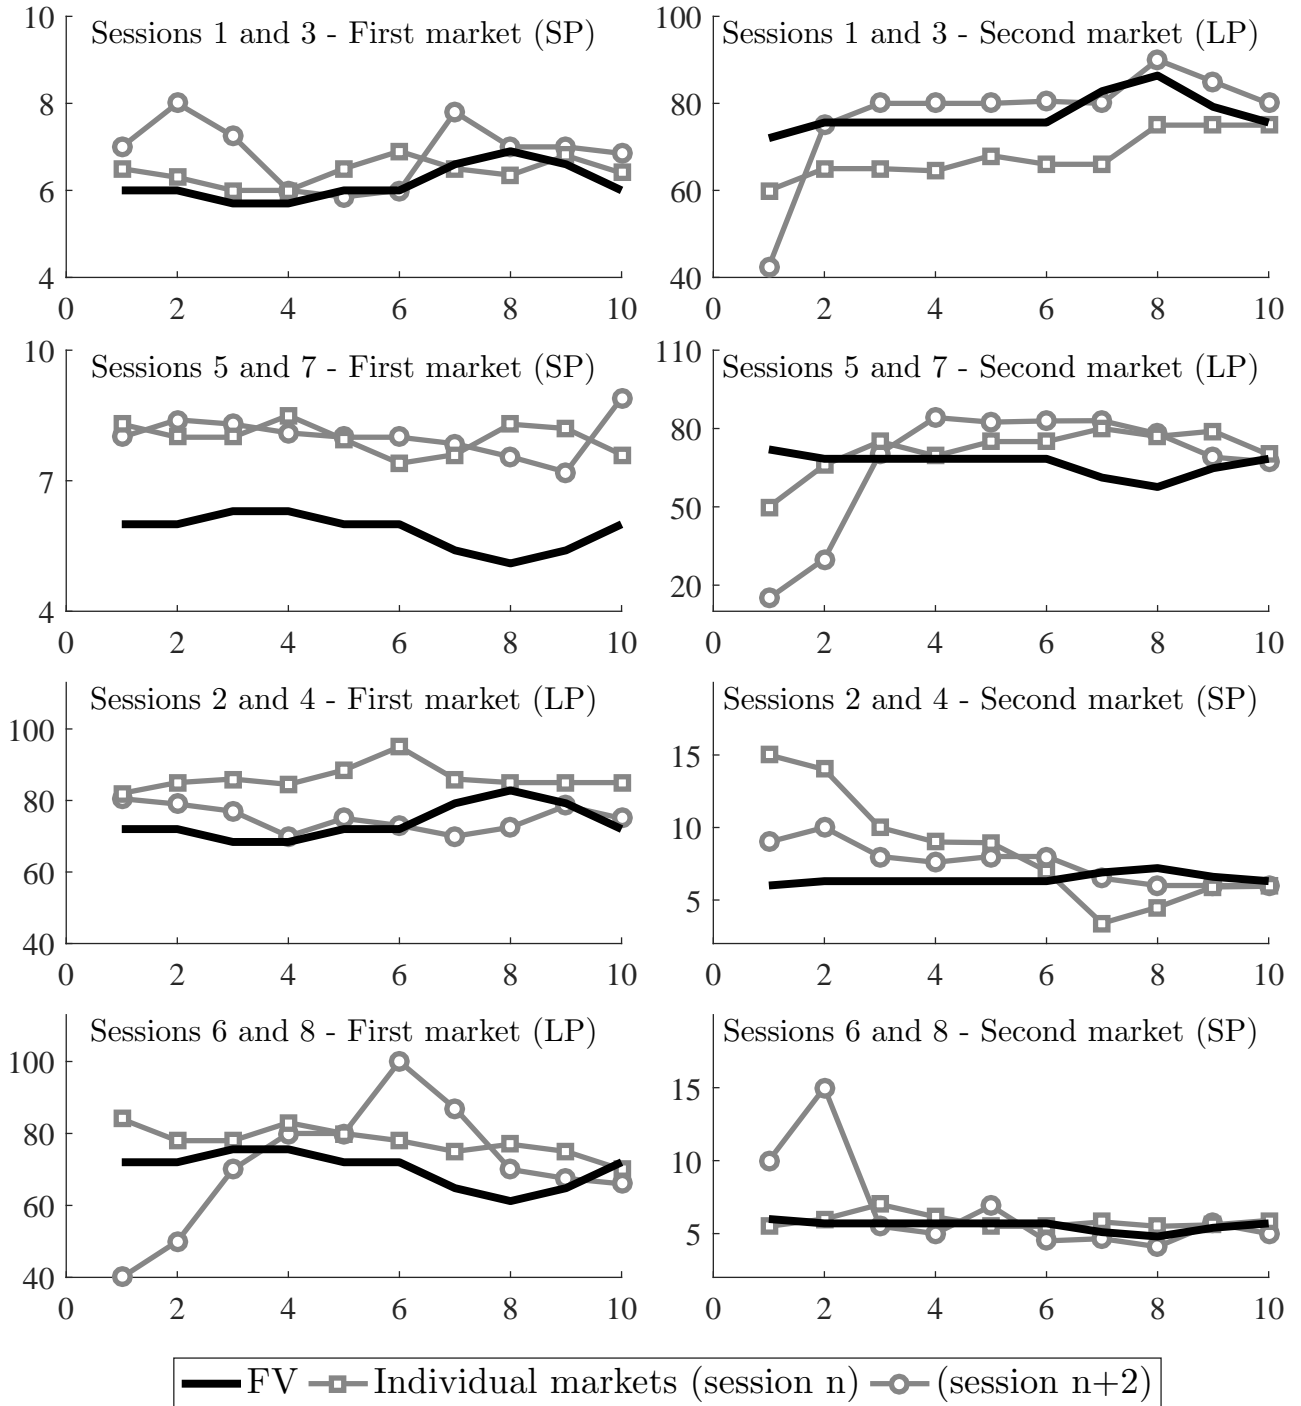 Sessions 1 and 3 - First market (SP)
10
8
6
4
0 2 4 6 8 10
Sessions 1 and 3 - Second market (LP)
100
80
60
40
0 2 4 6 8 10
Sessions 5 and 7 - First market (SP)
10
7
4
0 2 4 6 8 10
Sessions 5 and 7 - Second market (LP)
110
80
50
20
0 2 4 6 8 10
Sessions 2 and 4 - First market (LP)
100
80
60
40
0 2 4 6 8 10
Sessions 2 and 4 - Second market (SP)
15
10
5
0 2 4 6 8 10
Sessions 6 and 8 - First market (LP)
100
80
60
40
0 2 4 6 8 10
Sessions 6 and 8 - Second market (SP)
15
10
5
0 2 4 6 8 10
FV Individual markets (session n) (session n+2)